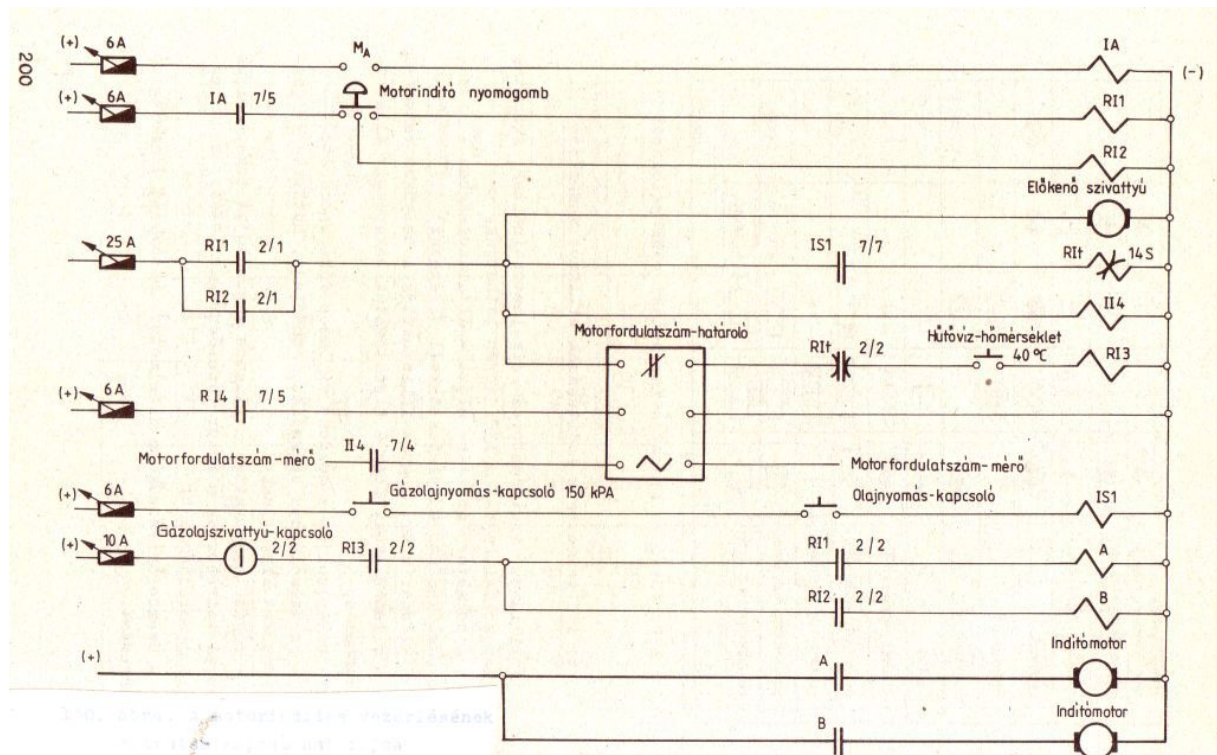 200
(+) 6A M_A IA (-)
(+) 6A IA 7/5 Motorindító nyomógomb RI1
RI2
Előkenő szivattyú
25 A RI1 2/1 IS1 7/7 RIt 14S
RI2 2/1 II4
Motorfordulatszám-határoló RIt 2/2 Hűtővíz-hőmérséklet 40 °C RI3
6A RI4 7/5
Motorfordulatszám-mérő II4 7/4 Motorfordulatszám-mérő
(+) 6A Gázolajnyomás-kapcsoló 150 kPA Olajnyomás-kapcsoló IS1
(+) 10 A Gázolajszivattyú-kapcsoló 2/2 RI3 2/2 RI1 2/2 A
RI2 2/2 B
Indítómotor
(+) A
Indítómotor
B